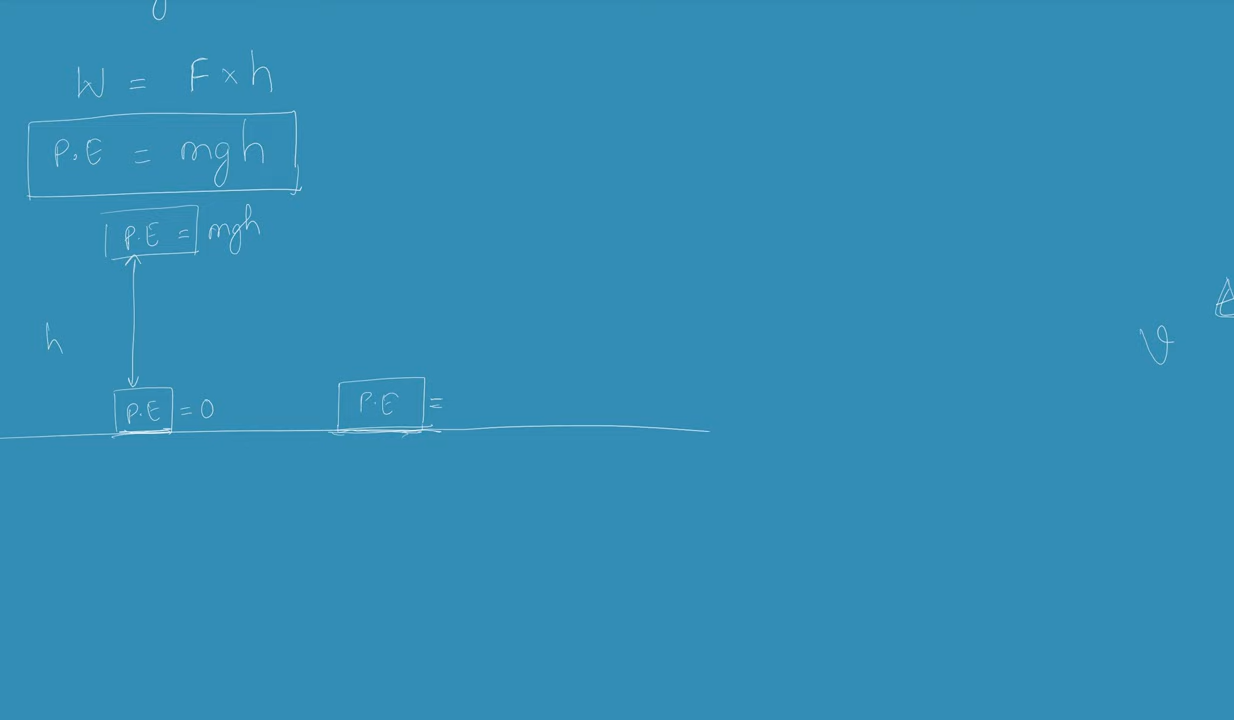 W = F × h
P.E = mgh
P.E = mgh
h
v
P.E = 0
P.E =